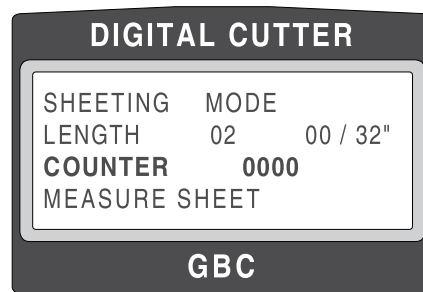 DIGITAL CUTTER
SHEETING MODE
LENGTH 02 00 / 32"
COUNTER 0000
MEASURE SHEET
GBC